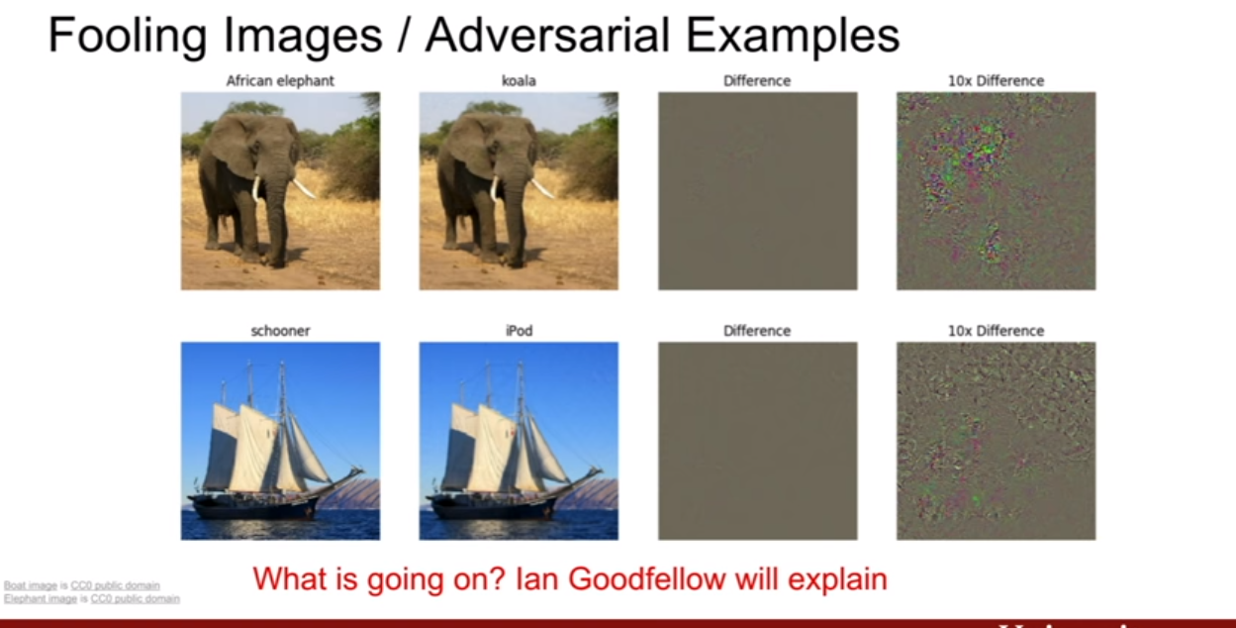 Fooling Images / Adversarial Examples
African elephant koala Difference 10x Difference
schooner iPod Difference 10x Difference
What is going on? Ian Goodfellow will explain
Boat image is CC0 public domain
Elephant image is CC0 public domain